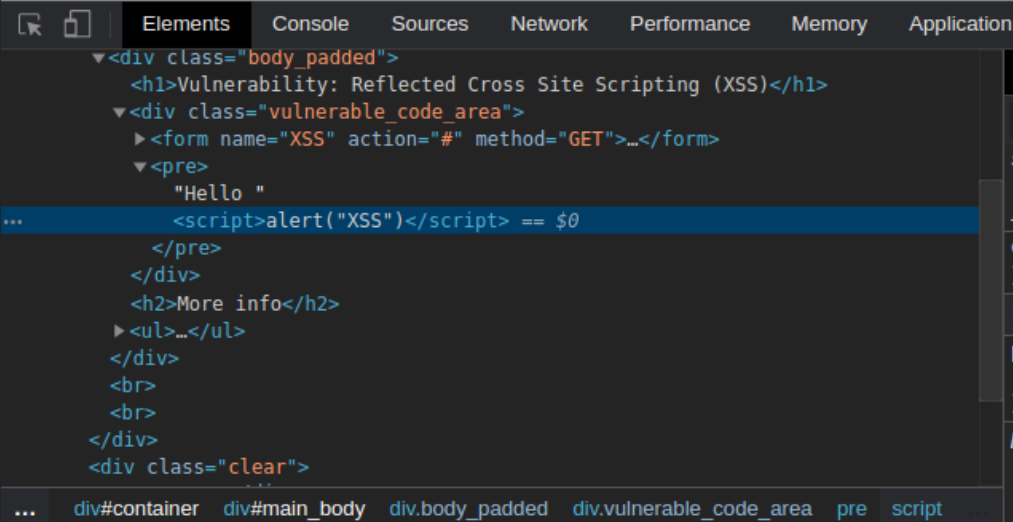 Elements Console Sources Network Performance Memory Application
▼<div class="body_padded">
<h1>Vulnerability: Reflected Cross Site Scripting (XSS)</h1>
▼<div class="vulnerable_code_area">
▶<form name="XSS" action="#" method="GET">…</form>
▼<pre>
"Hello "
… <script>alert("XSS")</script> == $0
</pre>
</div>
<h2>More info</h2>
▶<ul>…</ul>
</div>
<br>
<br>
</div>
<div class="clear">
… div#container div#main_body div.body_padded div.vulnerable_code_area pre script